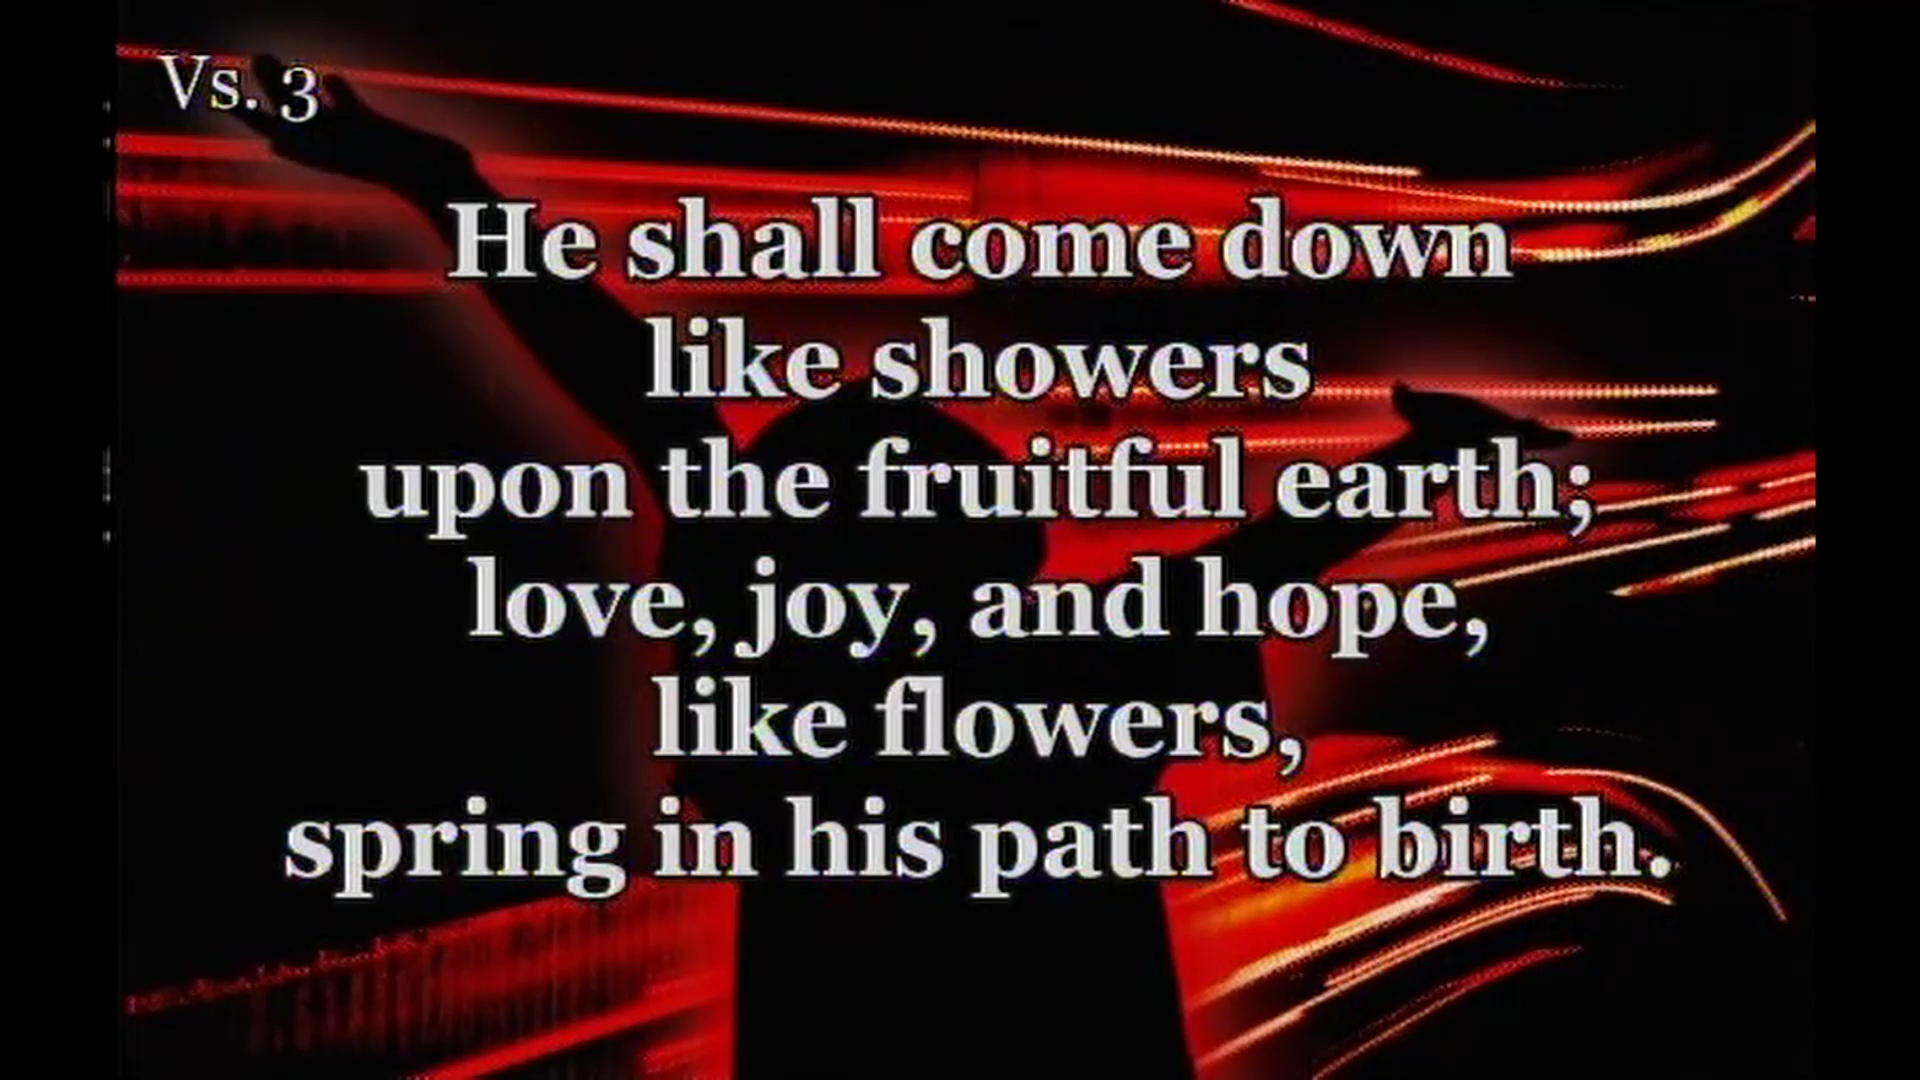 Vs. 3
He shall come down
like showers
upon the fruitful earth;
love, joy, and hope,
like flowers,
spring in his path to birth.